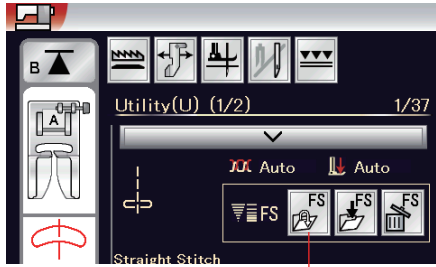 B
A
Utility(U) (1/2) 1/37
Auto Auto
FS FS FS FS
Straight Stitch